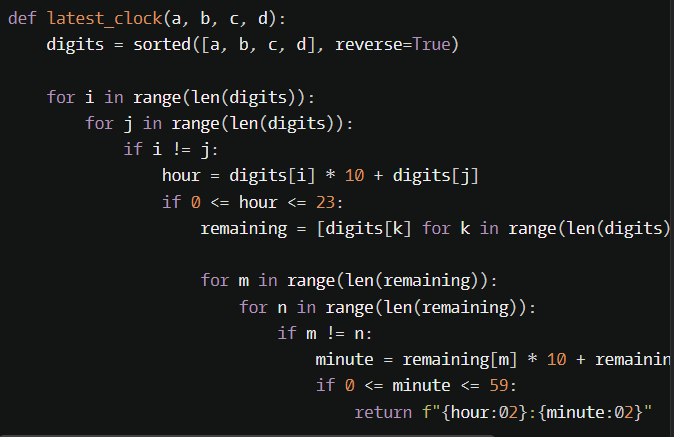 def latest_clock(a, b, c, d):
    digits = sorted([a, b, c, d], reverse=True)

    for i in range(len(digits)):
        for j in range(len(digits)):
            if i != j:
                hour = digits[i] * 10 + digits[j]
                if 0 <= hour <= 23:
                    remaining = [digits[k] for k in range(len(digits)

                    for m in range(len(remaining)):
                        for n in range(len(remaining)):
                            if m != n:
                                minute = remaining[m] * 10 + remainin
                                if 0 <= minute <= 59:
                                    return f"{hour:02}:{minute:02}"